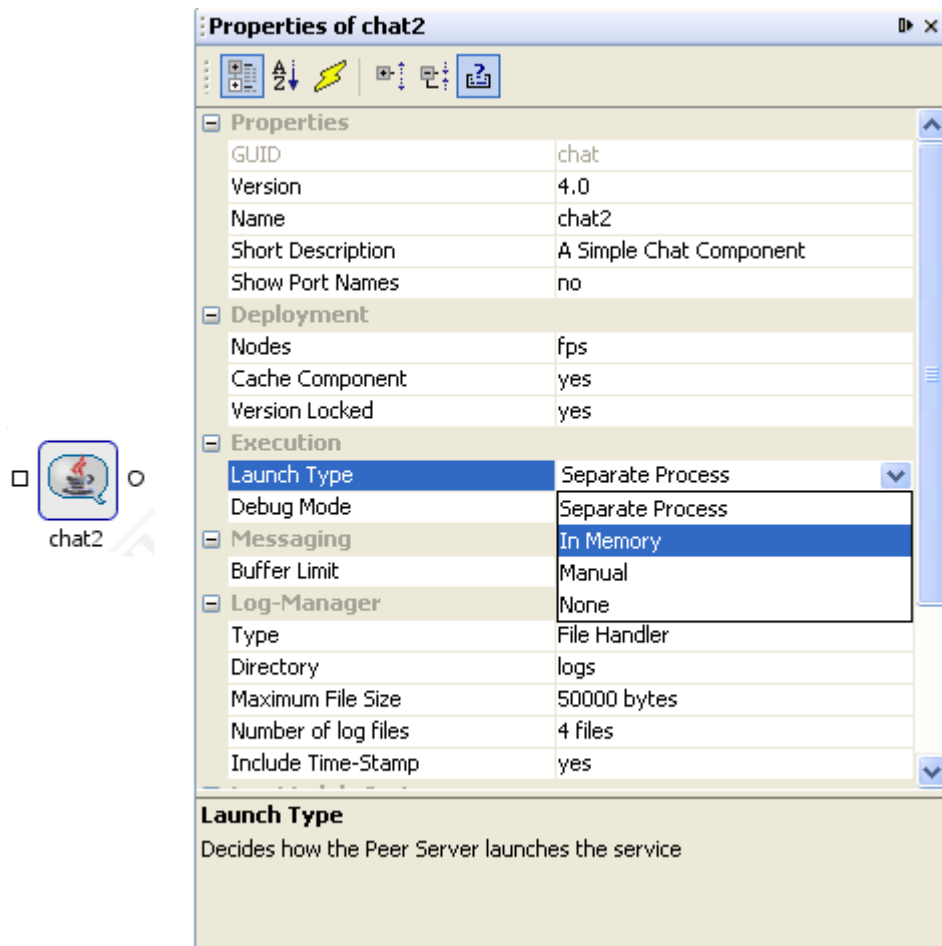 Properties of chat2
Properties
GUID chat
Version 4.0
Name chat2
Short Description A Simple Chat Component
Show Port Names no
Deployment
Nodes fps
Cache Component yes
Version Locked yes
Execution
Launch Type Separate Process
Debug Mode Separate Process
In Memory
Messaging
Buffer Limit Manual
Log-Manager None
Type File Handler
Directory logs
Maximum File Size 50000 bytes
Number of log files 4 files
Include Time-Stamp yes
Launch Type
Decides how the Peer Server launches the service
chat2